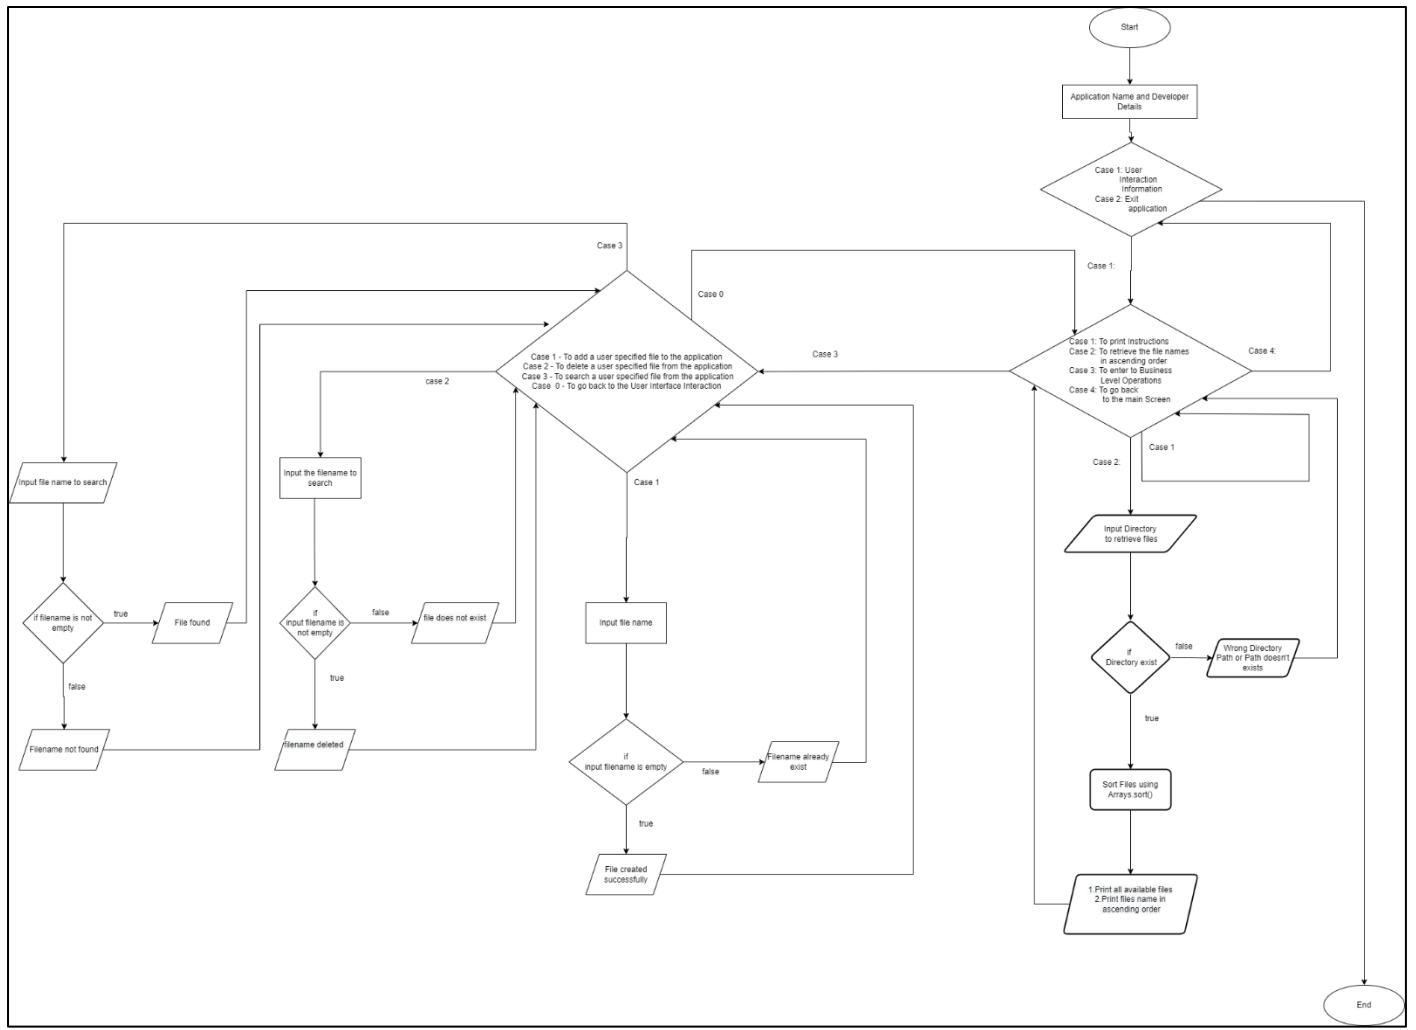 Start
Application Name and Developer
Details
Case 1: User
Interaction
Information
Case 2: Exit
application
Case 3
Case 0
Case 1:
Case 1: To print Instructions
Case 2: To retrieve the file names
in ascending order
Case 3: To enter to Business
Level Operations
Case 4: To go back
to the main Screen
Case 4:
Case 3
Case 1 - To add a user specified file to the application
Case 2 - To delete a user specified file from the application
Case 3 - To search a user specified file from the application
Case 0 - To go back to the User Interface Interaction
case 2
Case 1
Case 2:
Case 1
Input file name to search
Input the filename to
search
Input Directory
to retrieve files
if filename is not
empty
true
File found
false
Filename not found
if
input filename is
not empty
false
file does not exist
true
filename deleted
Input file name
if
input filename is empty
false
Filename already
exist
true
File created
successfully
if
Directory exist
false
Wrong Directory
Path or Path doesn't
exists
true
Sort Files using
Arrays.sort()
1.Print all available files
2.Print files name in
ascending order
End